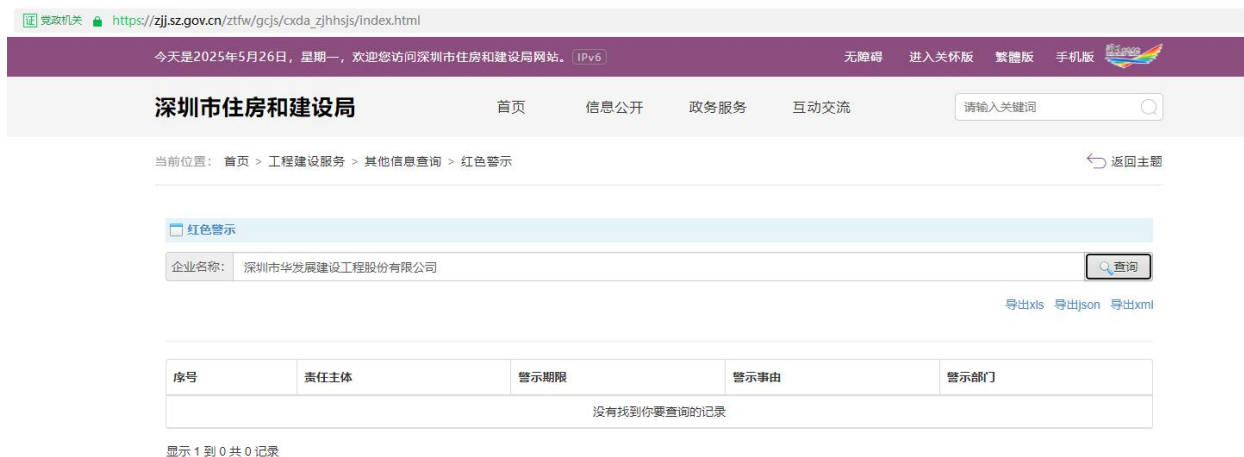 证 党政机关 https://zjj.sz.gov.cn/ztfw/gcjs/cxda_zjhhsjs/index.html
今天是2025年5月26日，星期一，欢迎您访问深圳市住房和建设局网站。 IPv6 无障碍 进入关怀版 繁體版 手机版
深圳市住房和建设局 首页 信息公开 政务服务 互动交流 请输入关键词
当前位置： 首页 > 工程建设服务 > 其他信息查询 > 红色警示 返回主题
红色警示
企业名称： 深圳市华发展建设工程股份有限公司 查询
导出xls 导出json 导出xml
序号 责任主体 警示期限 警示事由 警示部门
没有找到你要查询的记录
显示 1 到 0 共 0 记录